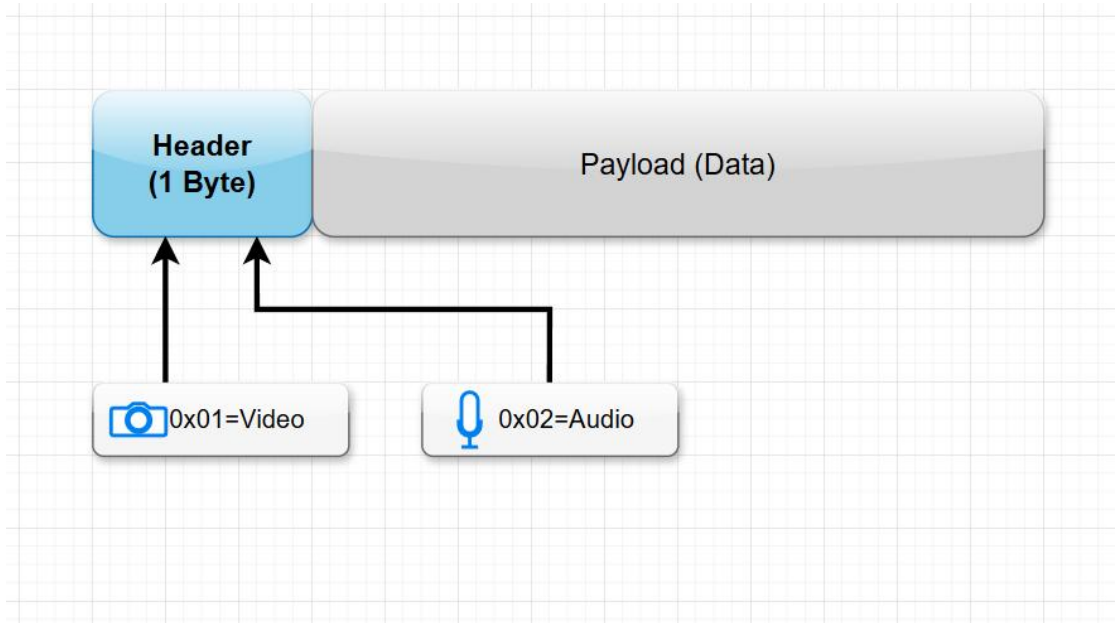 Header
(1 Byte)
Payload (Data)
0x01=Video
0x02=Audio